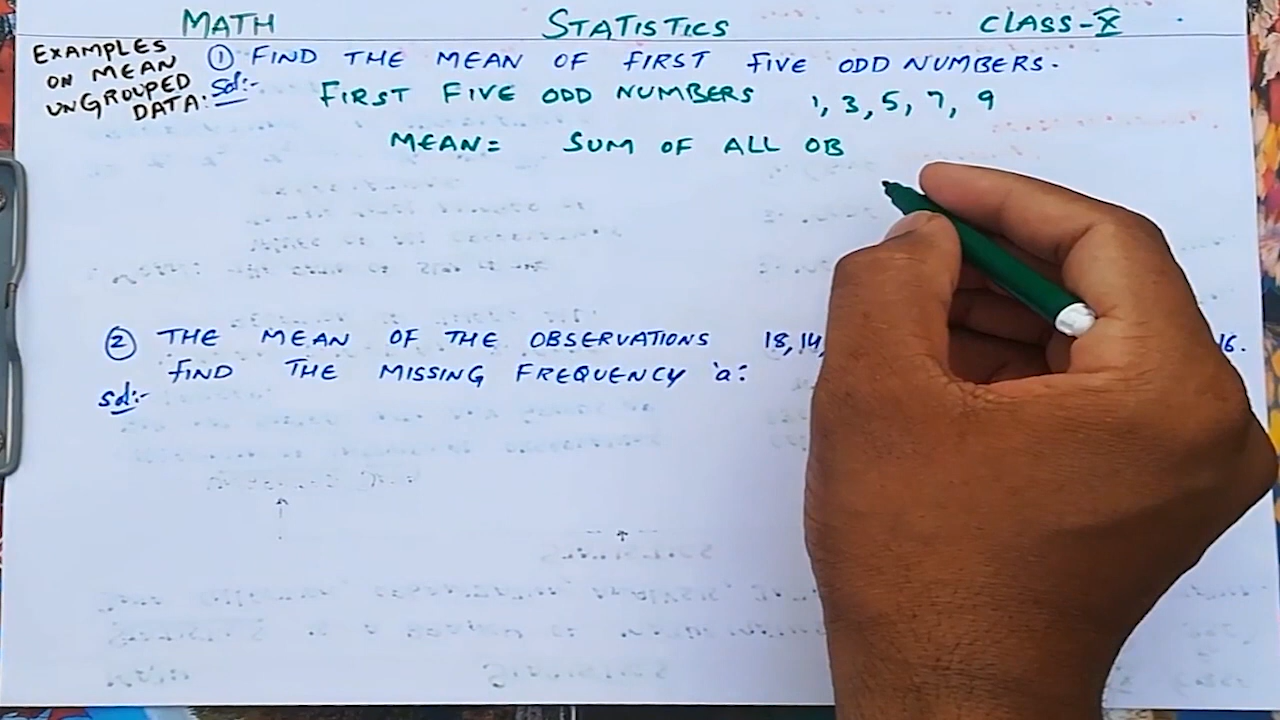 MATH STATISTICS CLASS-X
EXAMPLES
ON MEAN
UNGROUPED
DATA:
① FIND THE MEAN OF FIRST FIVE ODD NUMBERS.
Sol:- FIRST FIVE ODD NUMBERS 1, 3, 5, 7, 9
MEAN = SUM OF ALL OB
② THE MEAN OF THE OBSERVATIONS 18, 14, 16.
FIND THE MISSING FREQUENCY 'a'.
Sol:-